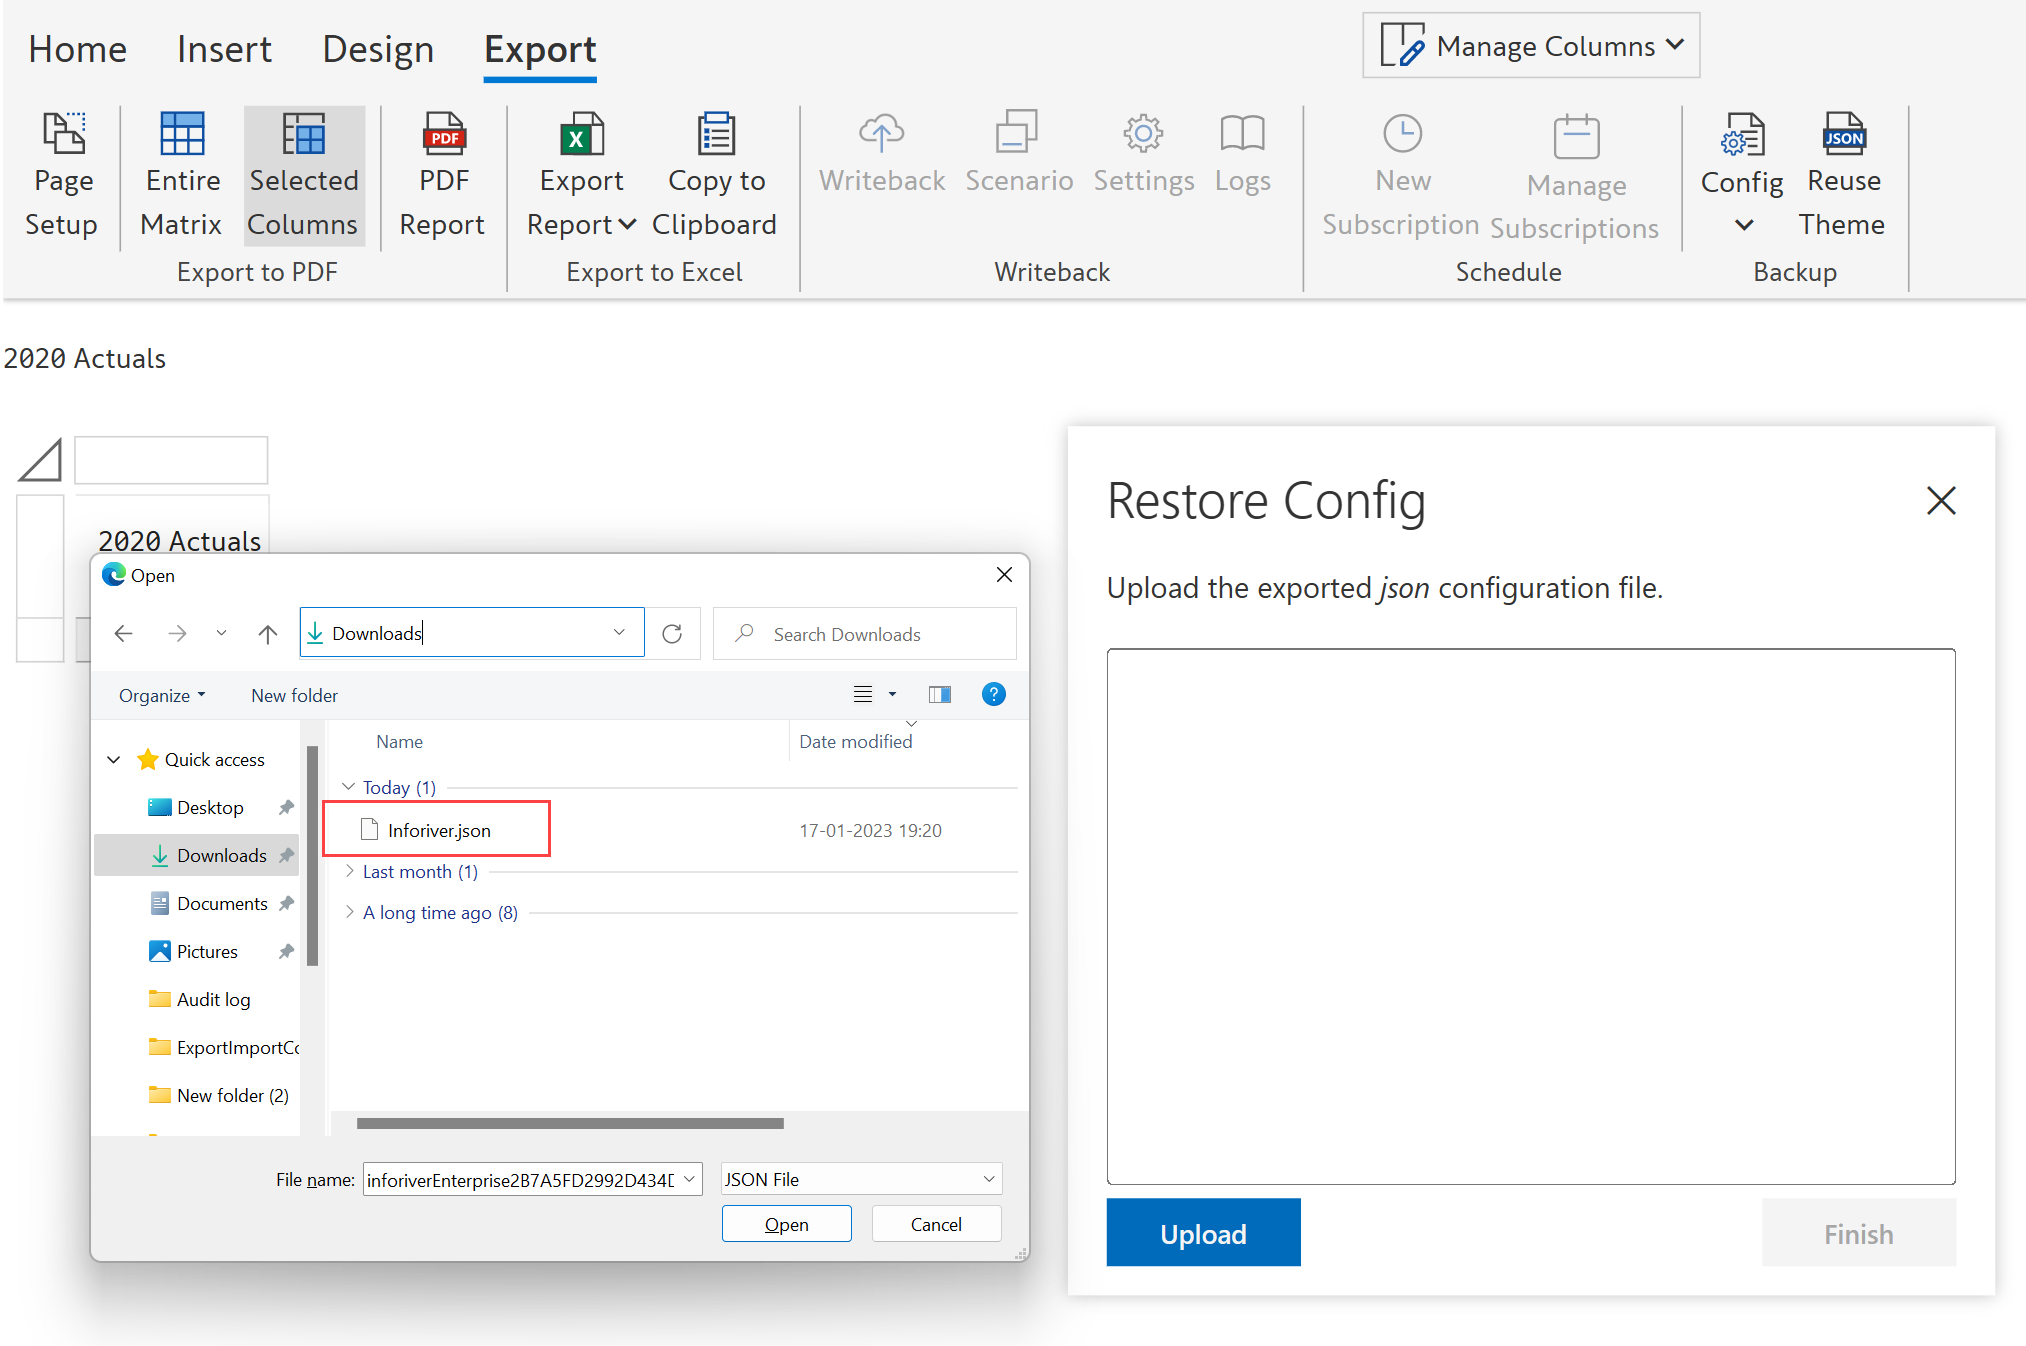 Home Insert Design Export
Manage Columns
Page Setup
Entire Matrix
Selected Columns
PDF Report
Export to PDF
Export Report
Copy to Clipboard
Export to Excel
Writeback
Scenario
Settings
Logs
Writeback
New Subscription
Manage Subscriptions
Schedule
Config
JSON
Reuse Theme
Backup
2020 Actuals
2020 Actuals
Open
Downloads
Search Downloads
Organize
New folder
Name
Date modified
Quick access
Desktop
Downloads
Documents
Pictures
Audit log
ExportImportCo
New folder (2)
Today (1)
Inforiver.json
17-01-2023 19:20
Last month (1)
A long time ago (8)
File name:
inforiverEnterprise2B7A5FD2992D434D
JSON File
Open
Cancel
Restore Config
Upload the exported json configuration file.
Upload
Finish